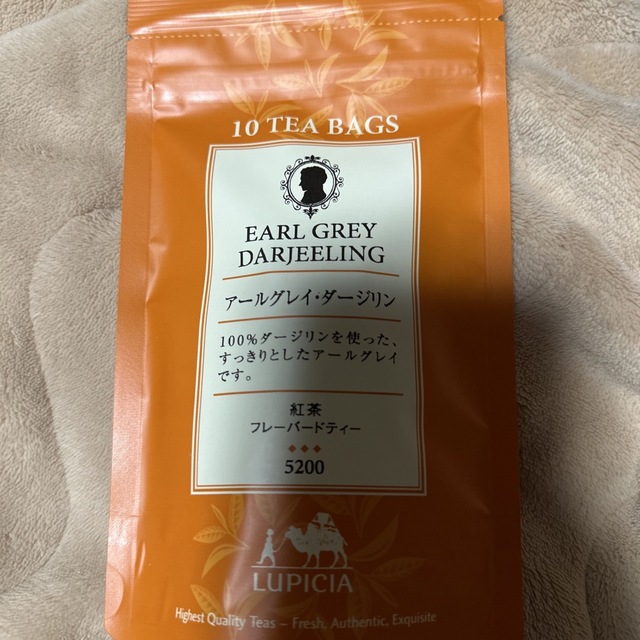 10 TEA BAGS
EARL GREY
DARJEELING
アールグレイ・ダージリン
100%ダージリンを使った、
すっきりとしたアールグレイ
です。
紅茶
フレーバードティー
5200
LUPICIA
Highest Quality Teas – Fresh, Authentic, Exquisite